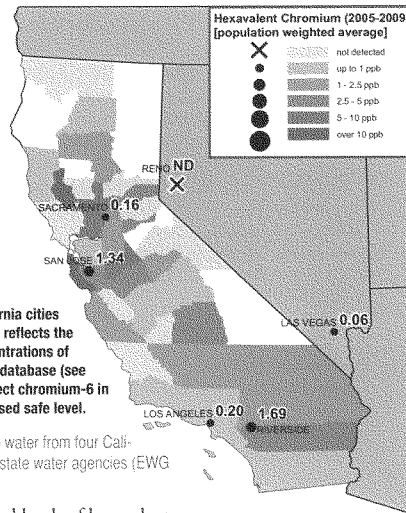 Hexavalent Chromium (2005-2009
[population weighted average]
not detected
up to 1 ppb
1 - 2.5 ppb
2.5 - 5 ppb
5 - 10 ppb
over 10 ppb
RENO ND
SACRAMENTO 0.16
SAN JOSE 1.34
LAS VEGAS 0.06
LOS ANGELES 0.20
1.69
RIVERSIDE
rnia cities
reflects the
ntrations of
database (see
ect chromium-6 in
sed safe level.
water from four Cali-
state water agencies (EWG